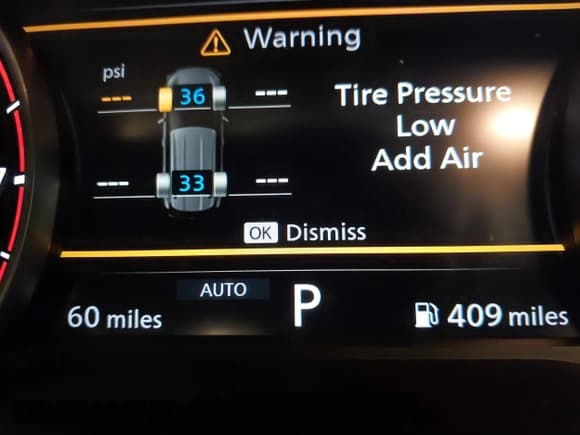 Warning
psi
--- 36 ---
Tire Pressure
Low
Add Air
--- 33 ---
OK Dismiss
AUTO
60 miles P 409 miles